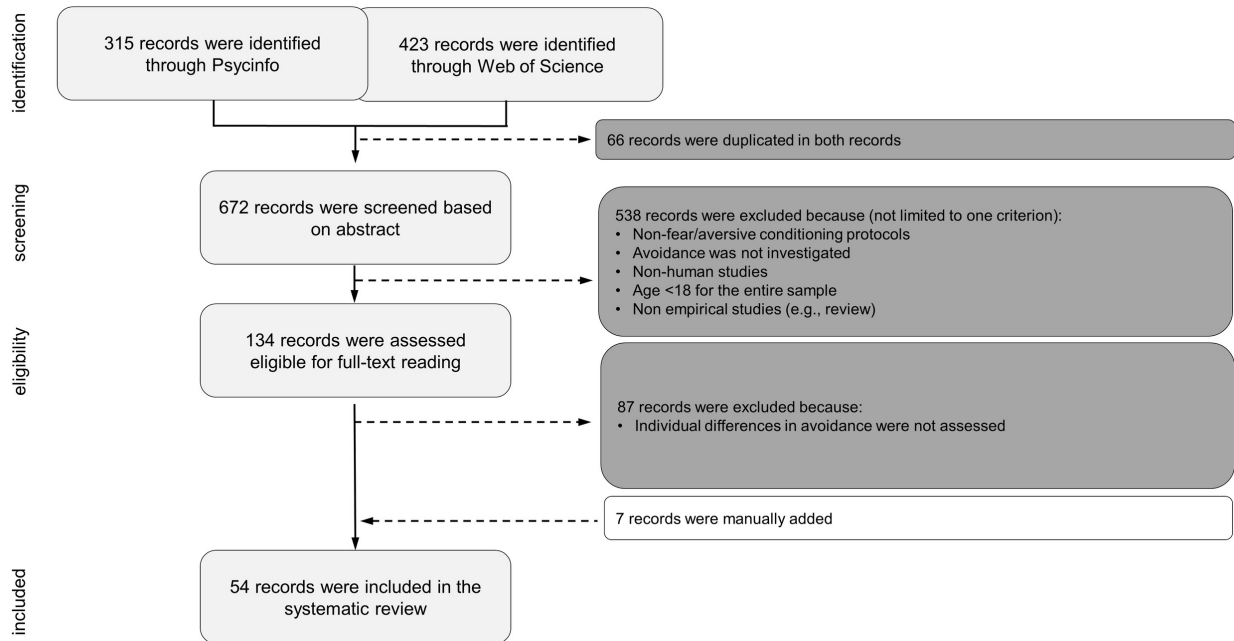 identification
315 records were identified
through Psycinfo
423 records were identified
through Web of Science
66 records were duplicated in both records
screening
672 records were screened based
on abstract
538 records were excluded because (not limited to one criterion):
• Non-fear/aversive conditioning protocols
• Avoidance was not investigated
• Non-human studies
• Age <18 for the entire sample
• Non empirical studies (e.g., review)
eligibility
134 records were assessed
eligible for full-text reading
87 records were excluded because:
• Individual differences in avoidance were not assessed
7 records were manually added
included
54 records were included in the
systematic review